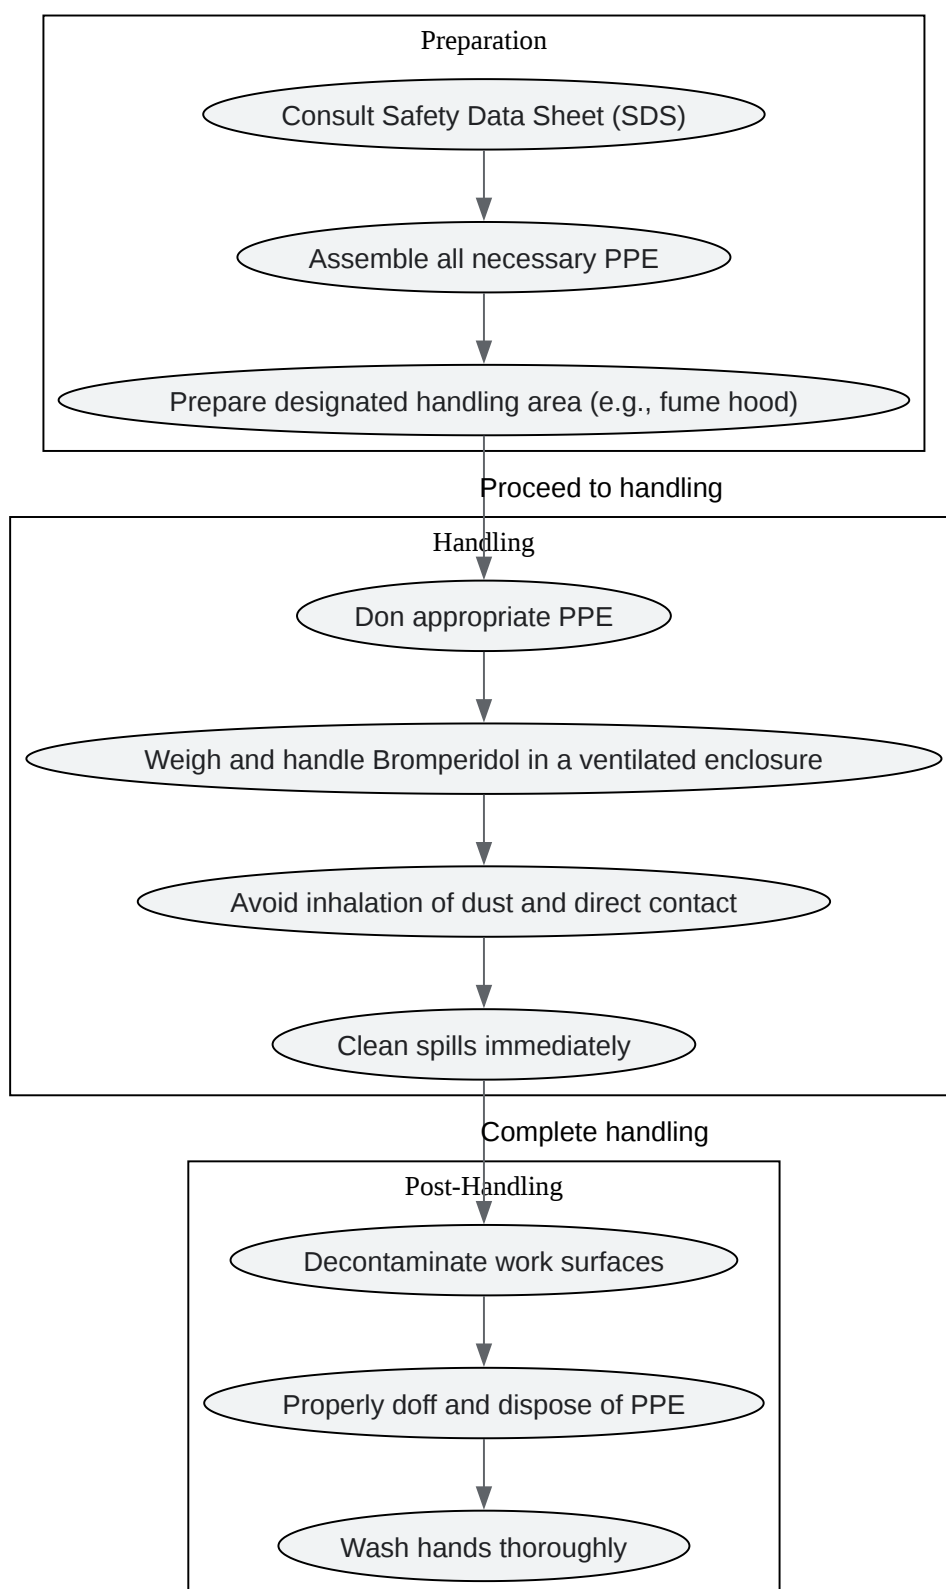 Preparation
Consult Safety Data Sheet (SDS)
Assemble all necessary PPE
Prepare designated handling area (e.g., fume hood)
Proceed to handling
Handling
Don appropriate PPE
Weigh and handle Bromperidol in a ventilated enclosure
Avoid inhalation of dust and direct contact
Clean spills immediately
Complete handling
Post-Handling
Decontaminate work surfaces
Properly doff and dispose of PPE
Wash hands thoroughly